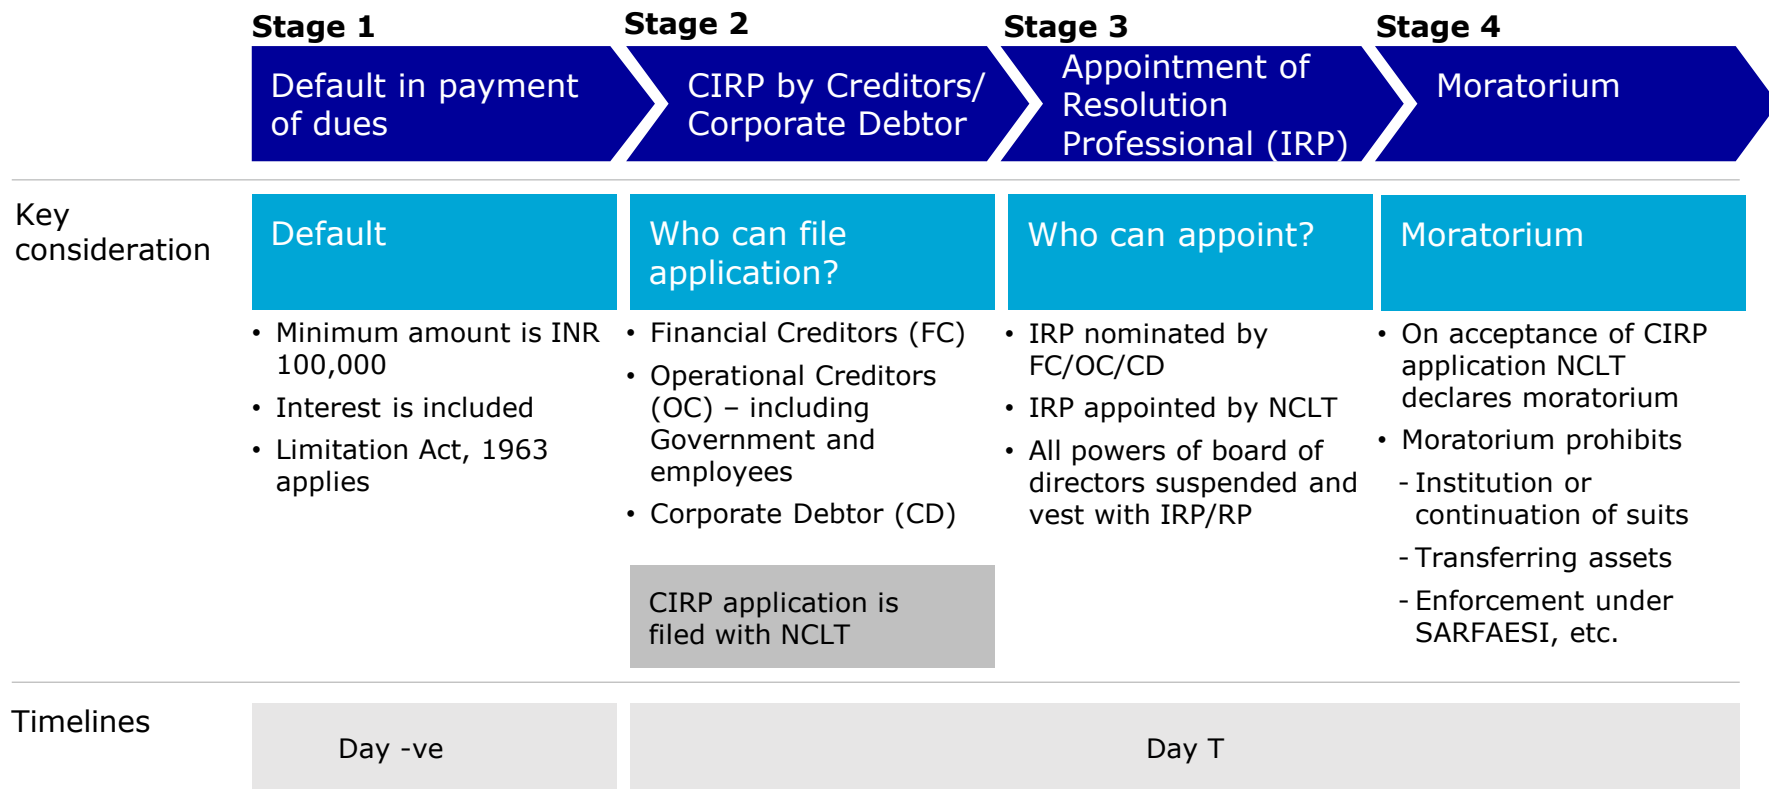 Stage 1
Stage 2
Stage 3
Stage 4
Default in payment
of dues
CIRP by Creditors/
Corporate Debtor
Appointment of
Resolution
Professional (IRP)
Moratorium
Key
consideration
Default
Who can file
application?
Who can appoint?
Moratorium
• Minimum amount is INR
100,000
• Interest is included
• Limitation Act, 1963
applies
• Financial Creditors (FC)
• Operational Creditors
(OC) – including
Government and
employees
• Corporate Debtor (CD)
CIRP application is
filed with NCLT
• IRP nominated by
FC/OC/CD
• IRP appointed by NCLT
• All powers of board of
directors suspended and
vest with IRP/RP
• On acceptance of CIRP
application NCLT
declares moratorium
• Moratorium prohibits
- Institution or
continuation of suits
- Transferring assets
- Enforcement under
SARFAESI, etc.
Timelines
Day -ve
Day T